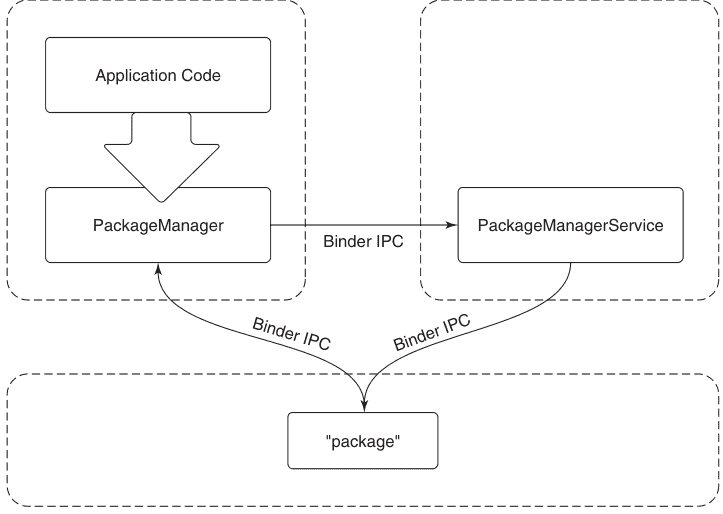 Application Code
PackageManager
Binder IPC
PackageManagerService
Binder IPC
Binder IPC
"package"